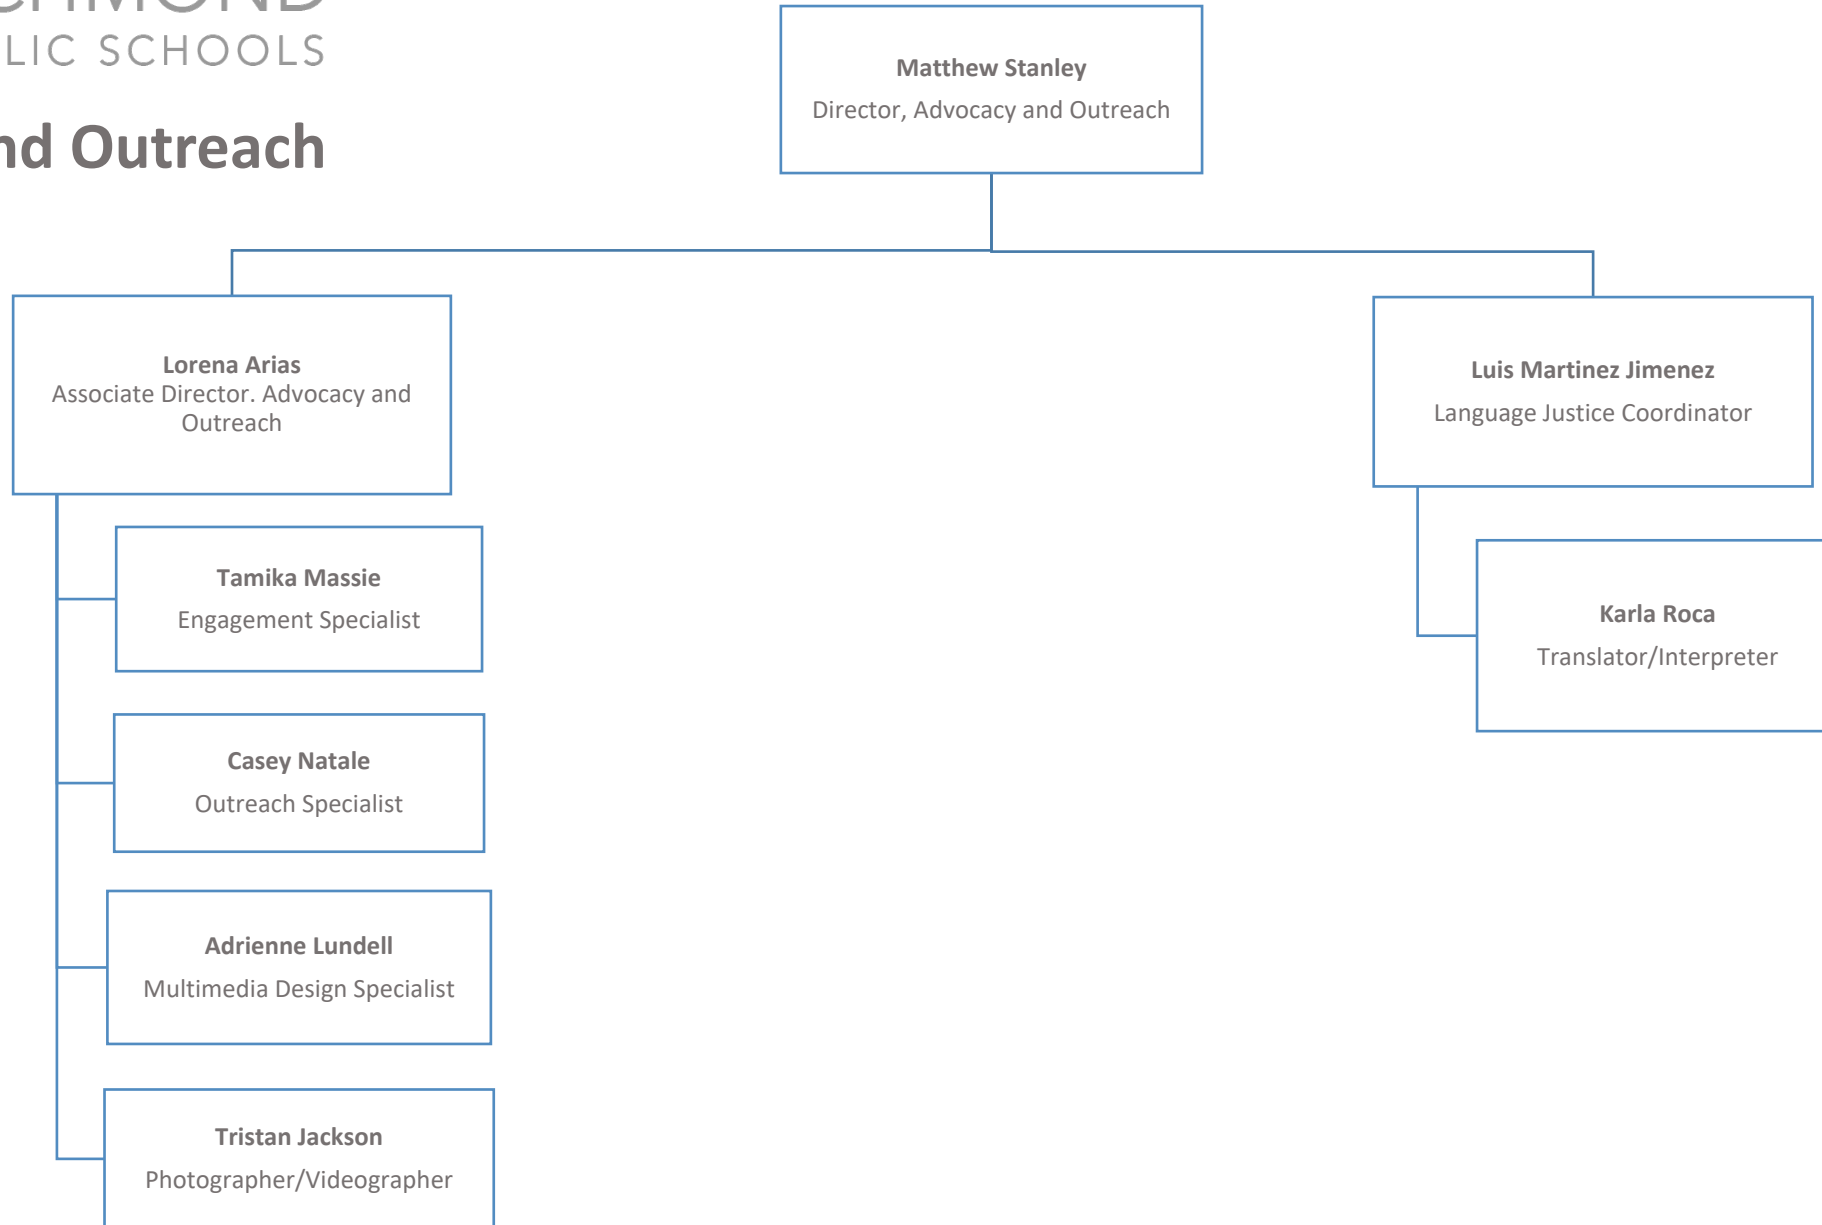 LIC SCHOOLS
Outreach
Matthew Stanley
Director, Advocacy and Outreach
Lorena Arias
Associate Director. Advocacy and
Outreach
Luis Martinez Jimenez
Language Justice Coordinator
Tamika Massie
Engagement Specialist
Karla Roca
Translator/Interpreter
Casey Natale
Outreach Specialist
Adrienne Lundell
Multimedia Design Specialist
Tristan Jackson
Photographer/Videographer